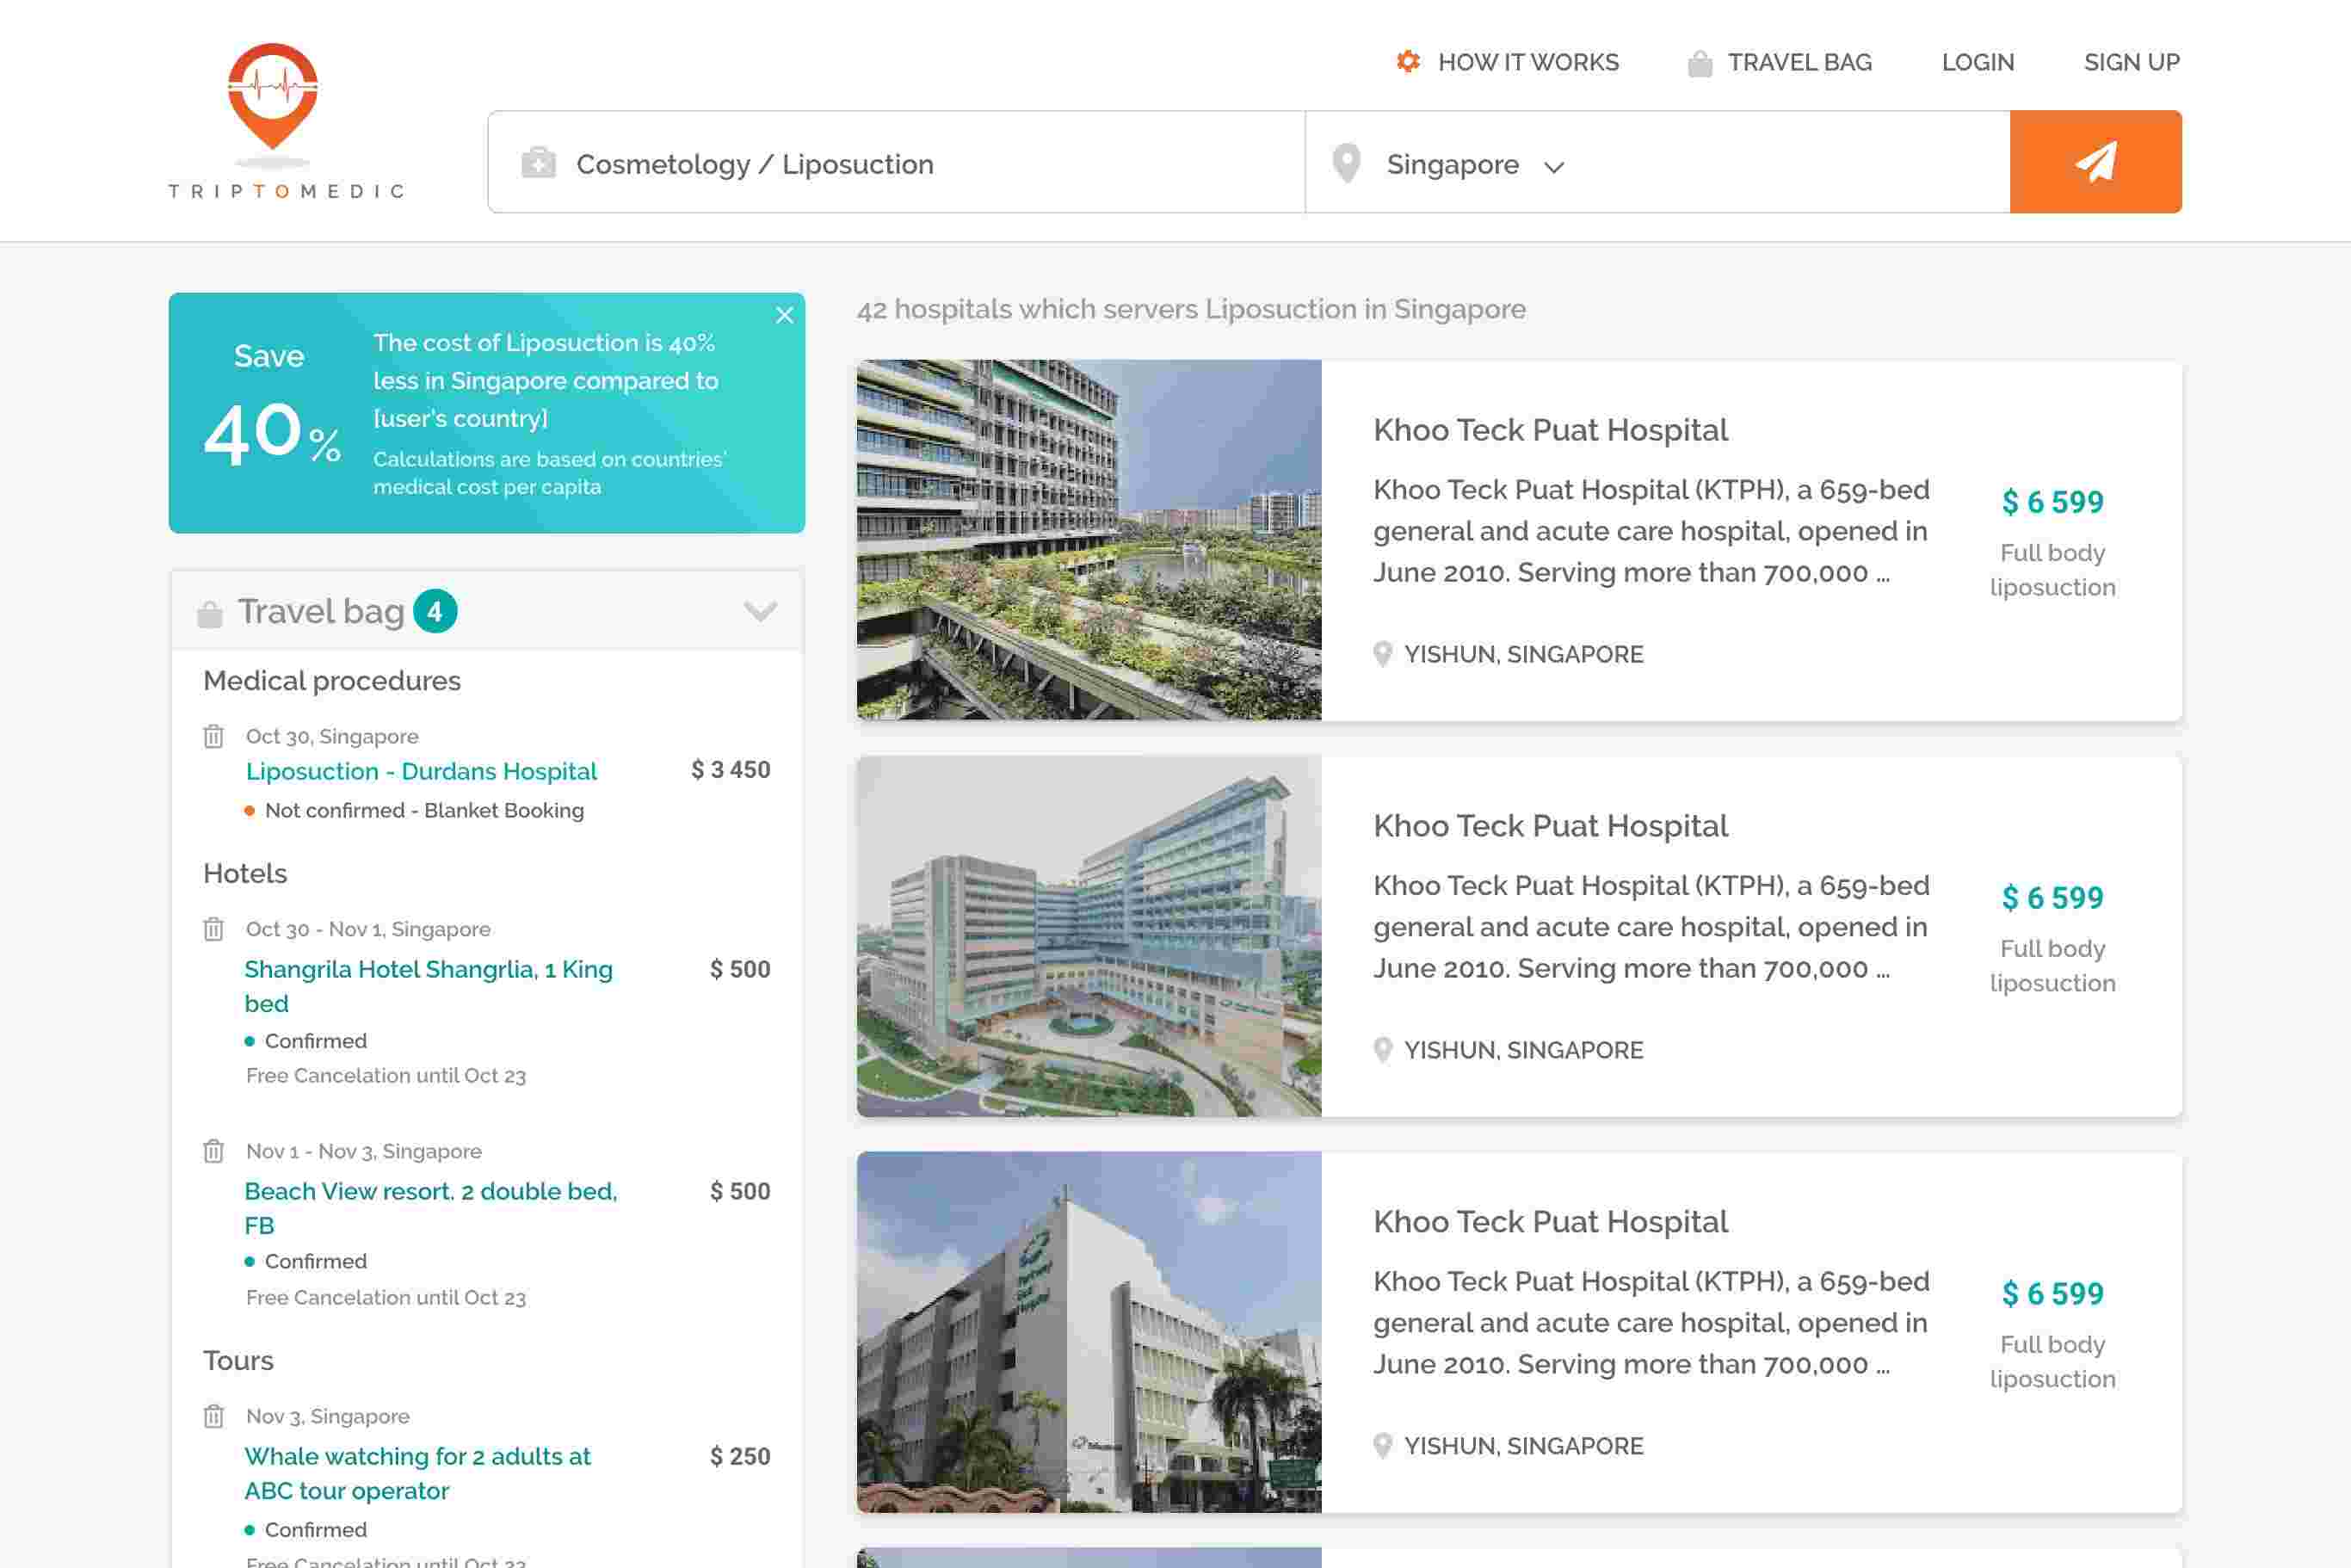 HOW IT WORKS
TRAVEL BAG
LOGIN
SIGN UP
TRIPTOMEDIC
Cosmetology / Liposuction
Singapore
Save
40 %
The cost of Liposuction is 40%
less in Singapore compared to
[user's country]
Calculations are based on countries'
medical cost per capita
Travel bag 4
Medical procedures
Oct 30, Singapore
Liposuction - Durdans Hospital
$ 3 450
Not confirmed - Blanket Booking
Hotels
Oct 30 - Nov 1, Singapore
Shangrila Hotel Shangrlia, 1 King
bed
$ 500
Confirmed
Free Cancelation until Oct 23
Nov 1 - Nov 3, Singapore
Beach View resort. 2 double bed,
FB
$ 500
Confirmed
Free Cancelation until Oct 23
Tours
Nov 3, Singapore
Whale watching for 2 adults at
ABC tour operator
$ 250
Confirmed
Free Cancelation until Oct 23
42 hospitals which servers Liposuction in Singapore
Khoo Teck Puat Hospital
Khoo Teck Puat Hospital (KTPH), a 659-bed
general and acute care hospital, opened in
June 2010. Serving more than 700,000 ...
YISHUN, SINGAPORE
$ 6 599
Full body
liposuction
Khoo Teck Puat Hospital
Khoo Teck Puat Hospital (KTPH), a 659-bed
general and acute care hospital, opened in
June 2010. Serving more than 700,000 ...
YISHUN, SINGAPORE
$ 6 599
Full body
liposuction
Khoo Teck Puat Hospital
Khoo Teck Puat Hospital (KTPH), a 659-bed
general and acute care hospital, opened in
June 2010. Serving more than 700,000 ...
YISHUN, SINGAPORE
$ 6 599
Full body
liposuction